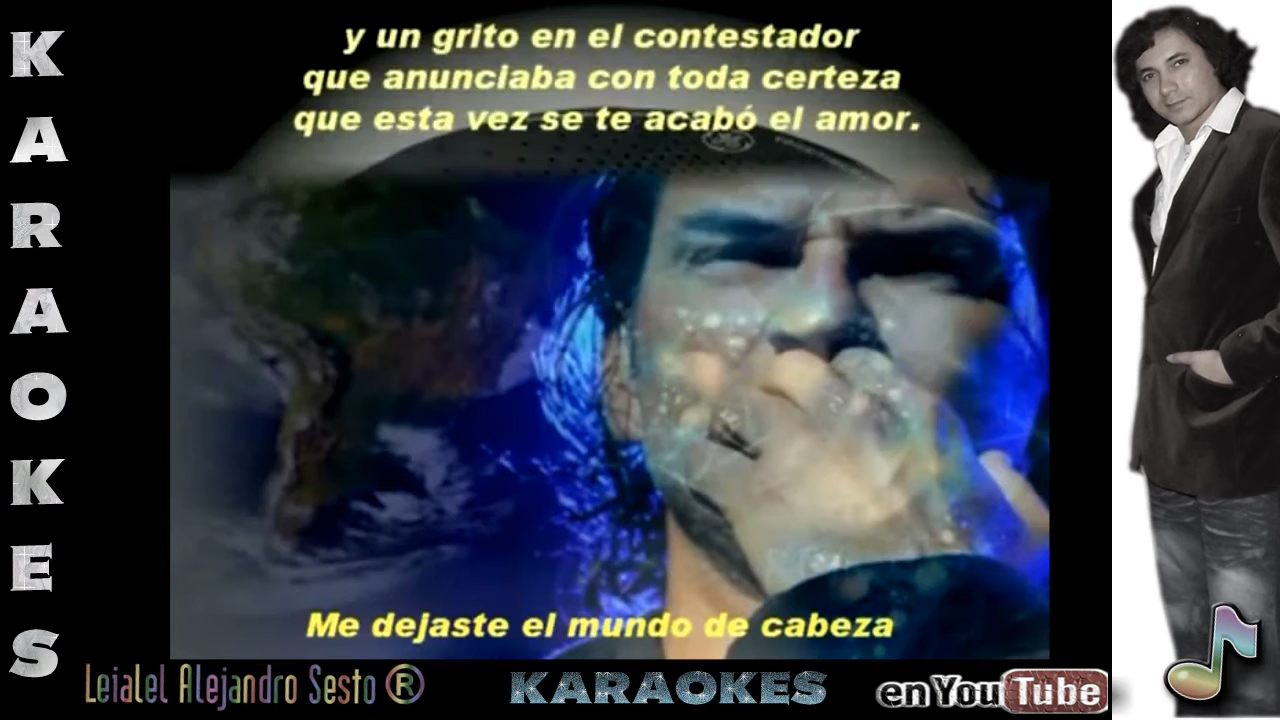 KARAOKES
y un grito en el contestador
que anunciaba con toda certeza
que esta vez se te acabó el amor.
Me dejaste el mundo de cabeza
Leialel Alejandro Sesto ®
KARAOKES
en YouTube